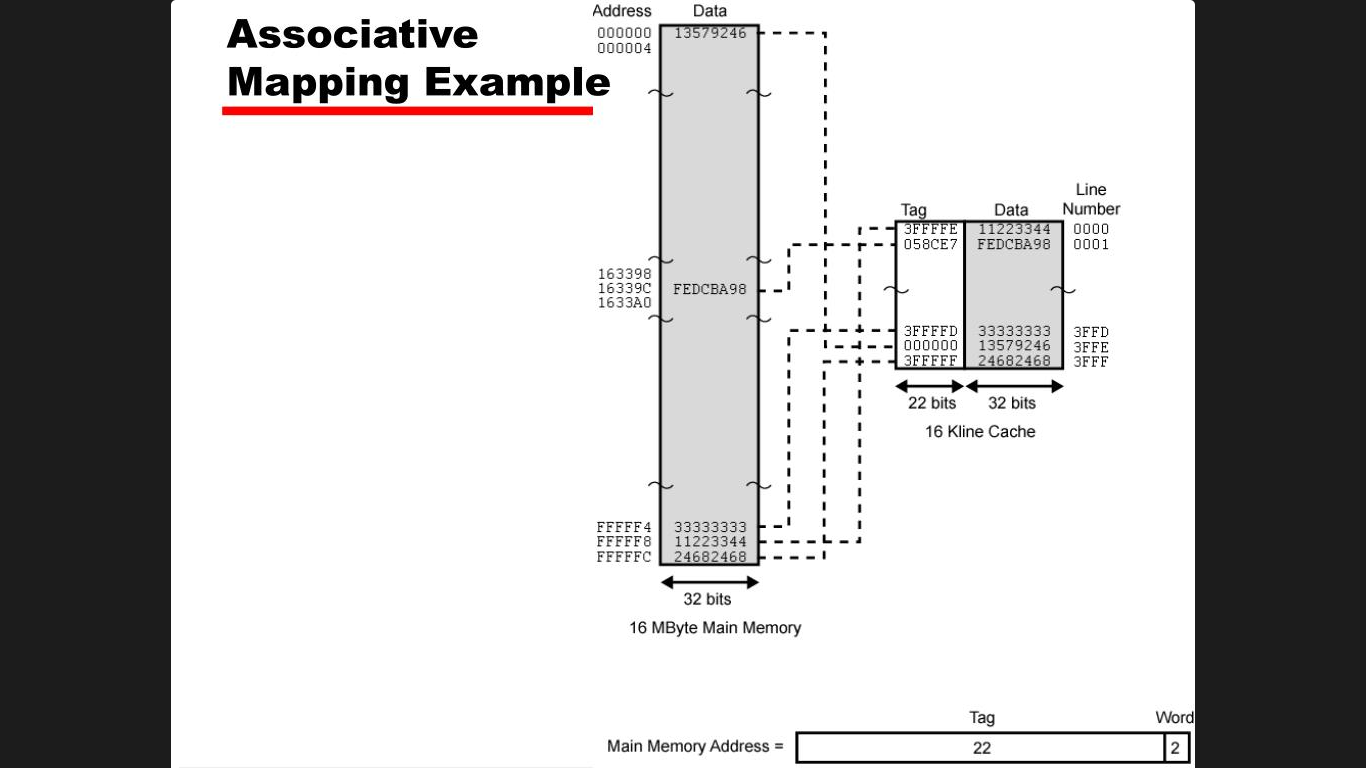 Associative
Mapping Example
Address Data
000000 13579246
000004
163398
16339C FEDCBA98
1633A0
FFFFF4 33333333
FFFFF8 11223344
FFFFFC 24682468
32 bits
16 MByte Main Memory
Line
Tag Data Number
3FFFFE 11223344 0000
058CE7 FEDCBA98 0001
3FFFFD 33333333 3FFD
000000 13579246 3FFE
3FFFFF 24682468 3FFF
22 bits 32 bits
16 Kline Cache
Tag Word
Main Memory Address = 22 2